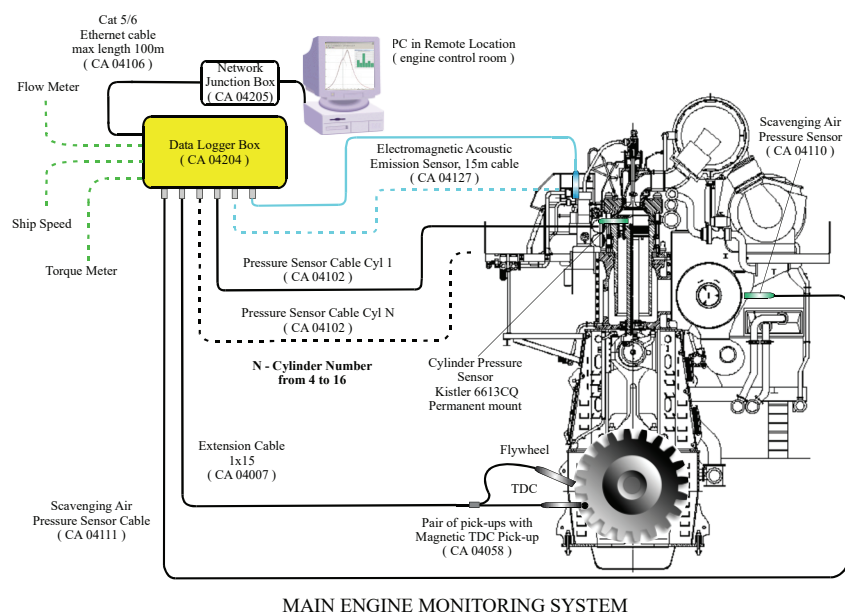 Cat 5/6
Ethernet cable
max length 100m
( CA 04106 )
Network
Junction Box
( CA 04205)
PC in Remote Location
( engine control room )
Flow Meter
Data Logger Box
( CA 04204 )
Electromagnetic Acoustic
Emission Sensor, 15m cable
( CA 04127 )
Scavenging Air
Pressure Sensor
( CA 04110 )
Ship Speed
Torque Meter
Pressure Sensor Cable Cyl 1
( CA 04102 )
Pressure Sensor Cable Cyl N
( CA 04102 )
N - Cylinder Number
from 4 to 16
Cylinder Pressure
Sensor
Kistler 6613CQ
Permanent mount
Extension Cable
1x15
( CA 04007 )
Flywheel
TDC
Scavenging Air
Pressure Sensor Cable
( CA 04111 )
Pair of pick-ups with
Magnetic TDC Pick-up
( CA 04058 )
MAIN ENGINE MONITORING SYSTEM